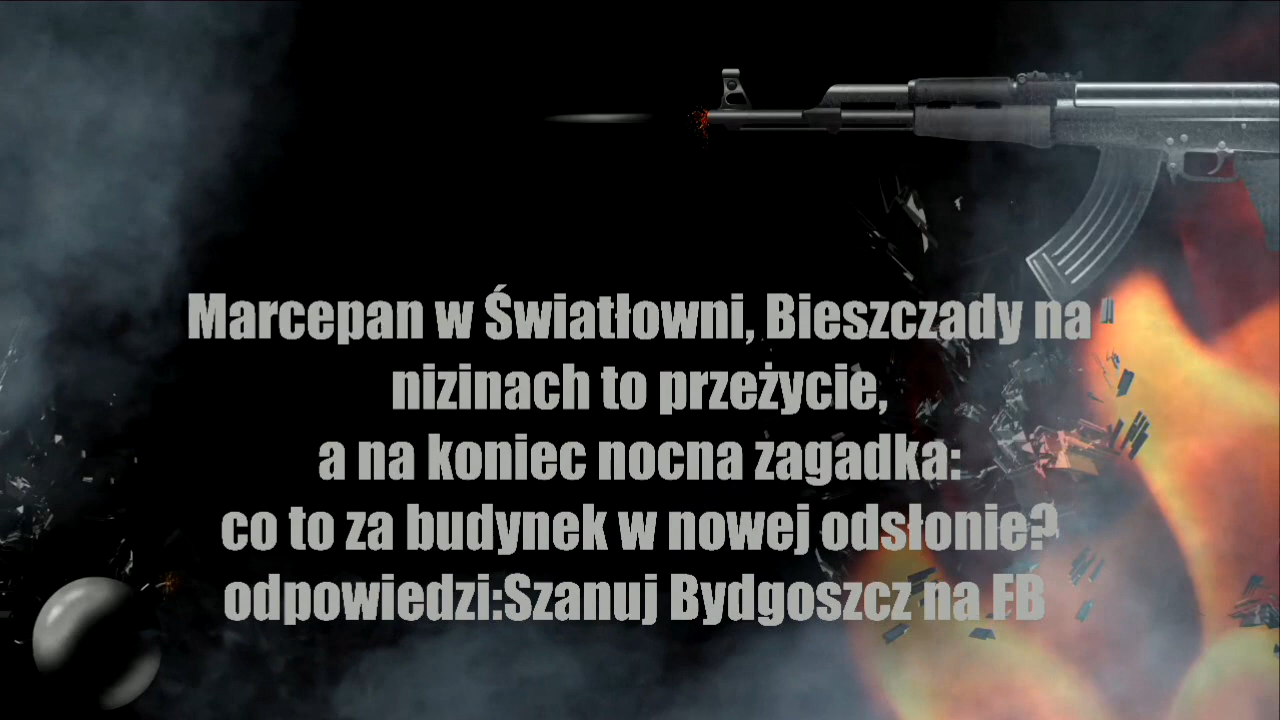 Marcepan w Światłowni, Bieszczady na
nizinach to przeżycie,
a na koniec nocna zagadka:
co to za budynek w nowej odsłonie?
odpowiedzi:Szanuj Bydgoszcz na FB